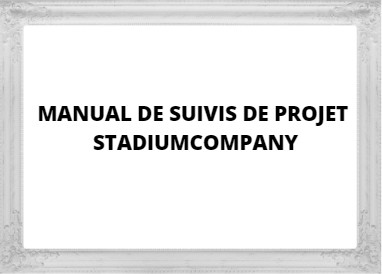 MANUAL DE SUIVIS DE PROJET
STADIUMCOMPANY